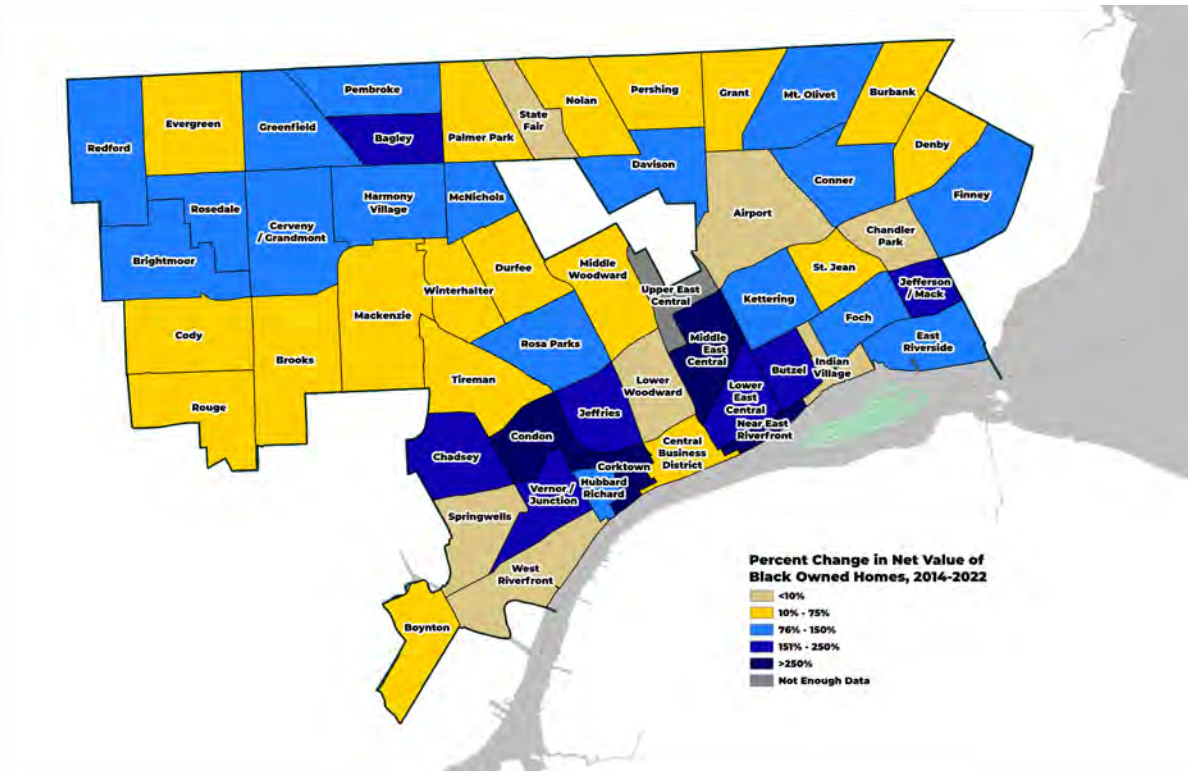 Pembroke
Evergreen
Greenfield
Bagley
Redford
Palmer Park
State
Fair
Nolan
Pershing
Grant
Mt. Olivet
Burbank
Denby
Davison
Conner
Finney
Rosedale
Cerveny
/ Grandmont
Harmony
Village
McNichols
Airport
Chandler
Park
Brightmoor
Durfee
Middle
Woodward
St. Jean
Winterhalter
Upper East
Central
Kettering
Jefferson
/ Mack
Mackenzie
Foch
Cody
Brooks
Rosa Parks
Middle
East
Central
East
Riverside
Tireman
Lower
Woodward
Butzel
Indian
Village
Lower
East
Central
Rouge
Jeffries
Near East
Riverfront
Condon
Central
Business
District
Chadsey
Corktown
Vernor /
Junction
Hubbard
Richard
Springwells
West
Riverfront
Boynton
Percent Change in Net Value of
Black Owned Homes, 2014-2022
<10%
10% - 75%
76% - 150%
151% - 250%
>250%
Not Enough Data